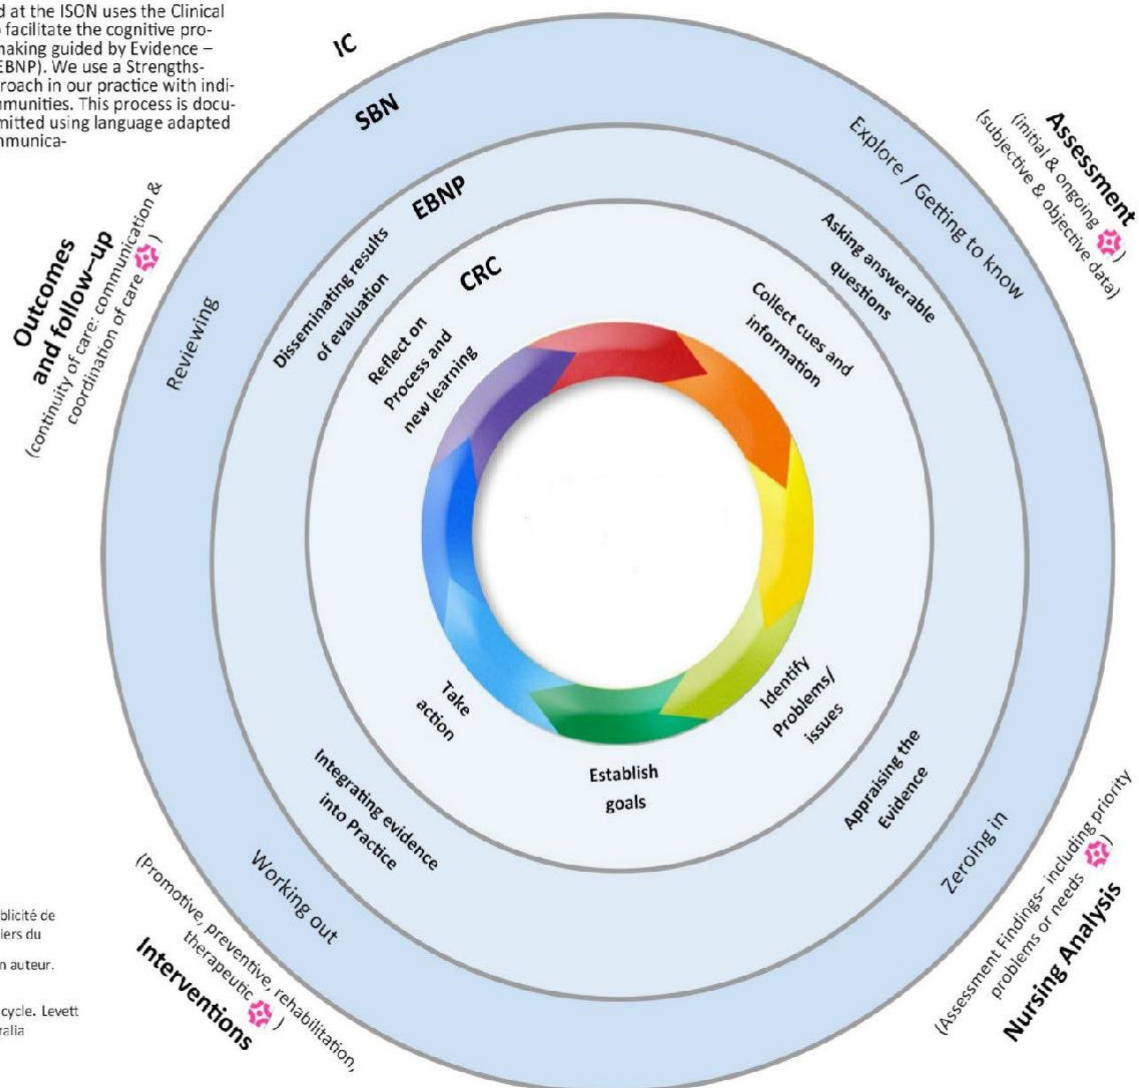 d at the ISON uses the Clinical
facilitate the cognitive pro-
making guided by Evidence –
EBNP). We use a Strengths-
roach in our practice with indi-
mmunities. This process is docu-
mitted using language adapted
mmunica-
IC
SBN
EBNP
CRC
Assessment
(initial & ongoing )
(subjective & objective data)
Explore / Getting to know
Asking answerable
questions
Collect cues and
information
Outcomes
and follow–up
(continuity of care: communication &
coordination of care )
Reviewing
Disseminating results
of evaluation
Reflect on
Process and
new learning
Identify
Problems/
issues
Establish
goals
Take
action
Appraising the
Evidence
Integrating evidence
into Practice
Zeroing in
Working out
(Assessment Findings– including priority
problems or needs )
Nursing Analysis
(Promotive, preventive, rehabilitation,
therapeutic )
Interventions
blicité de
iers du
n auteur.
cycle. Levett
ralia